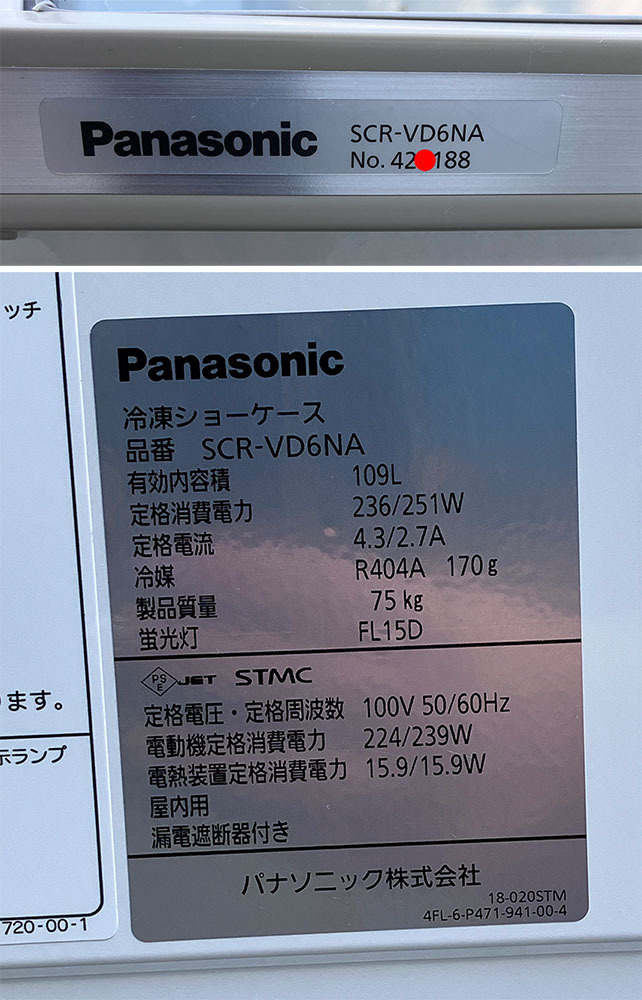 Panasonic
SCR-VD6NA
No. 42 188
ッチ
Panasonic
冷凍ショーケース
品番 SCR-VD6NA
有効内容積 109L
定格消費電力 236/251W
定格電流 4.3/2.7A
冷媒 R404A 170g
製品質量 75 kg
蛍光灯 FL15D
PS
E
JET STMC
定格電圧・定格周波数 100V 50/60Hz
電動機定格消費電力 224/239W
電熱装置定格消費電力 15.9/15.9W
屋内用
漏電遮断器付き
パナソニック株式会社
18-020STM
4FL-6-P471-941-00-4
ます。
示ランプ
720-00-1